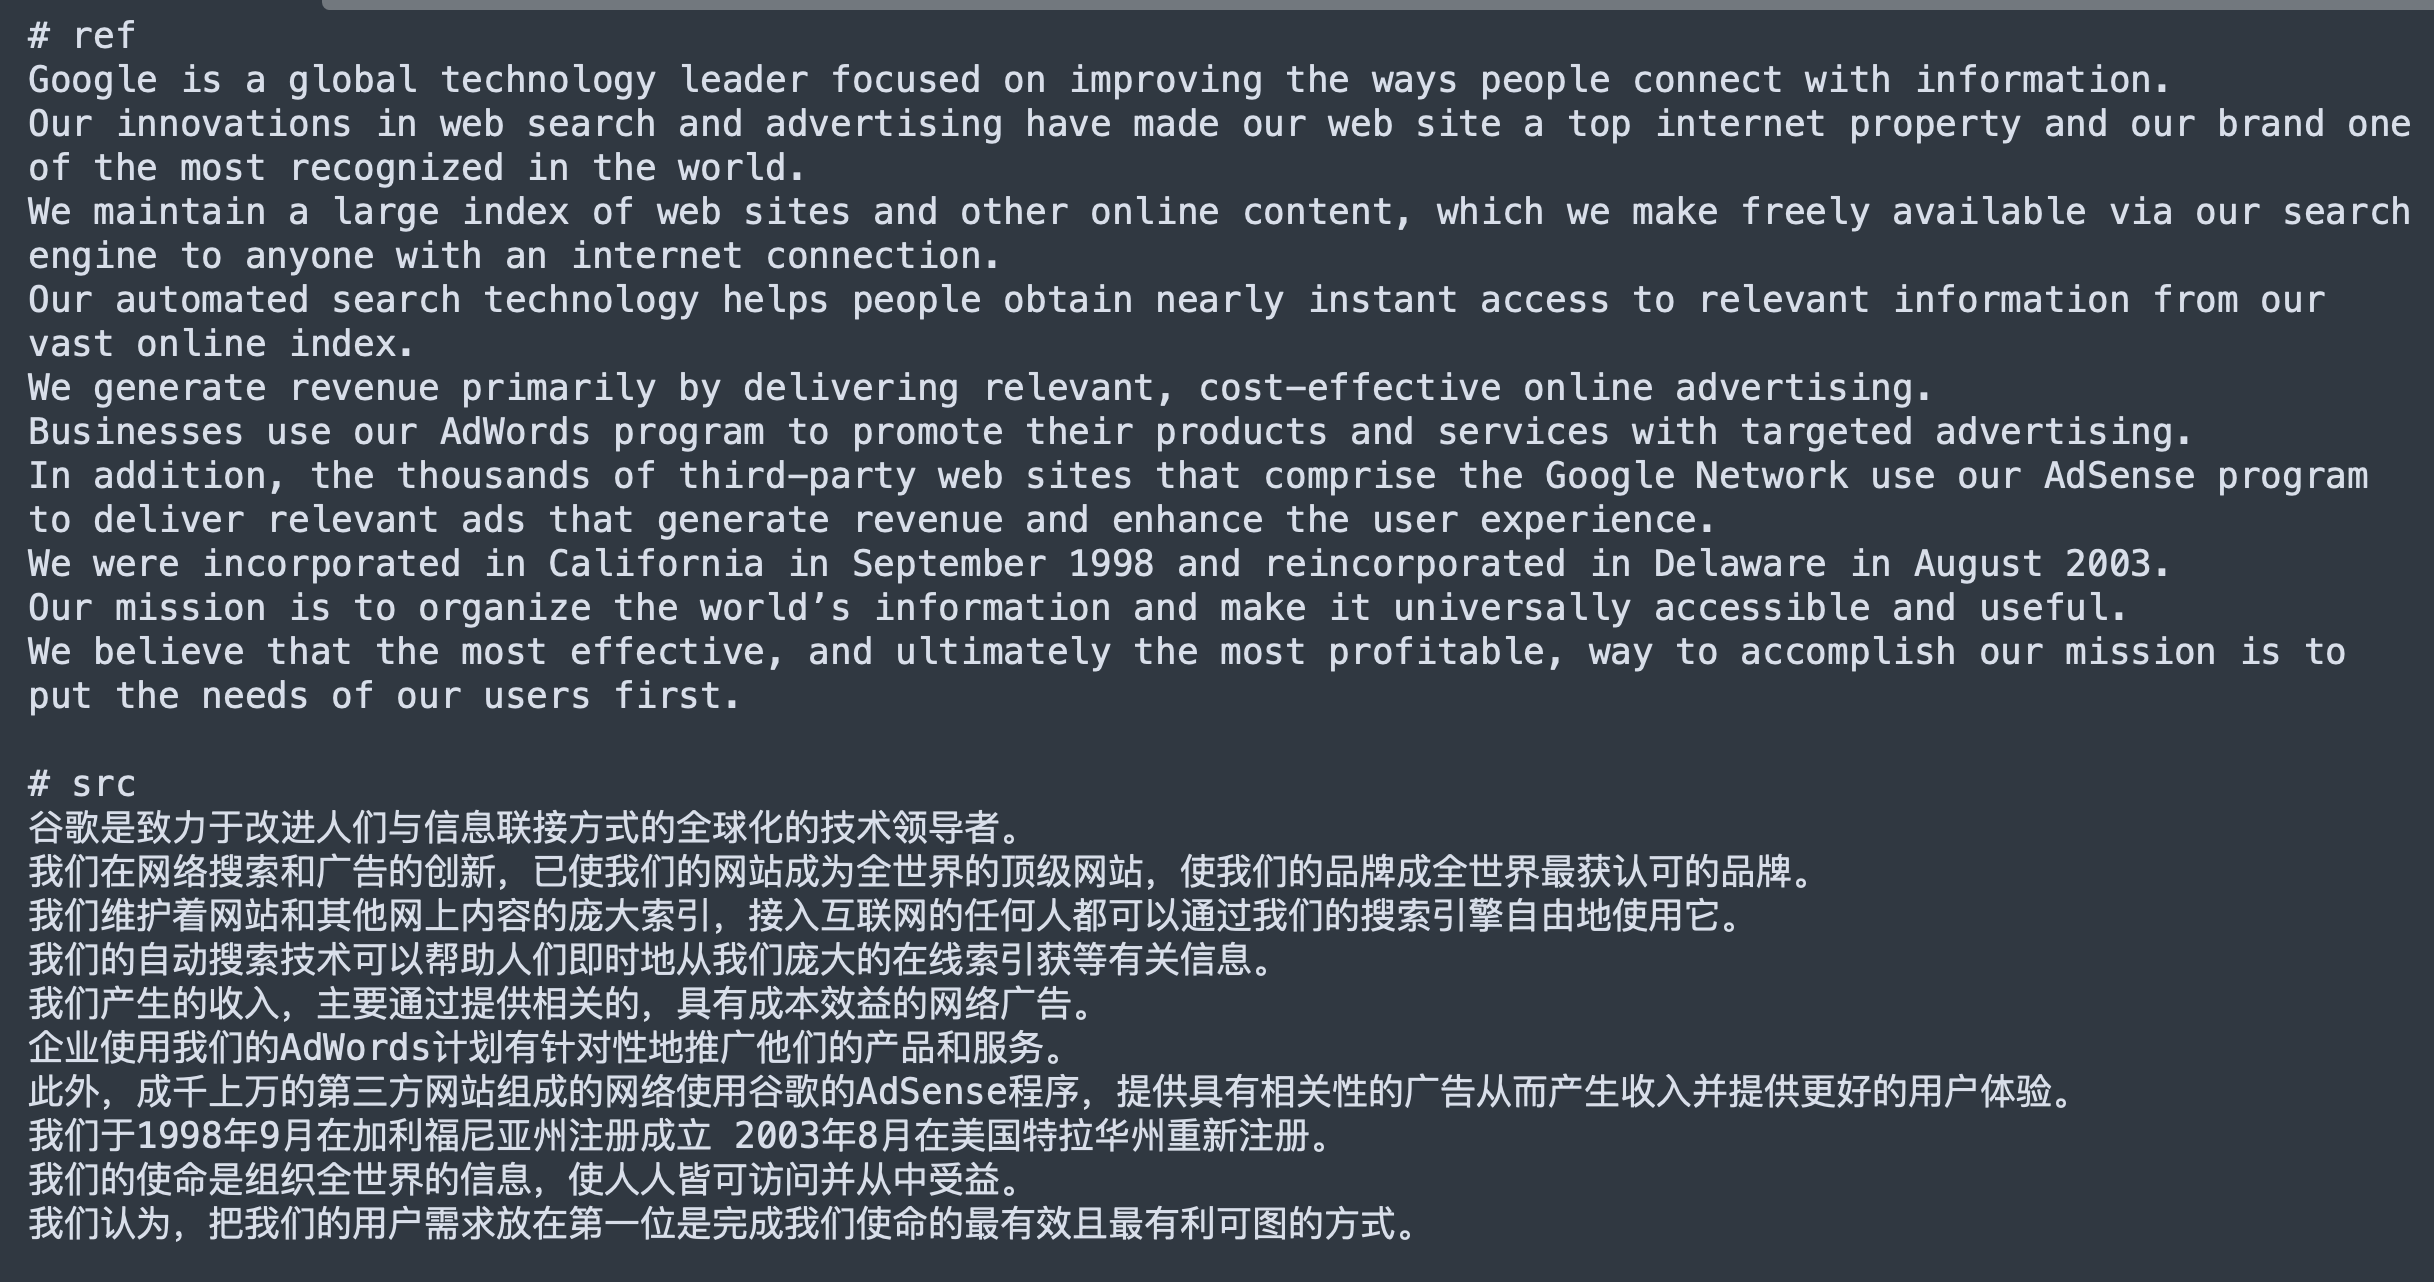 # ref
Google is a global technology leader focused on improving the ways people connect with information.
Our innovations in web search and advertising have made our web site a top internet property and our brand one
of the most recognized in the world.
We maintain a large index of web sites and other online content, which we make freely available via our search
engine to anyone with an internet connection.
Our automated search technology helps people obtain nearly instant access to relevant information from our
vast online index.
We generate revenue primarily by delivering relevant, cost–effective online advertising.
Businesses use our AdWords program to promote their products and services with targeted advertising.
In addition, the thousands of third–party web sites that comprise the Google Network use our AdSense program
to deliver relevant ads that generate revenue and enhance the user experience.
We were incorporated in California in September 1998 and reincorporated in Delaware in August 2003.
Our mission is to organize the world’s information and make it universally accessible and useful.
We believe that the most effective, and ultimately the most profitable, way to accomplish our mission is to
put the needs of our users first.
# src
谷歌是致力于改进人们与信息联接方式的全球化的技术领导者。
我们在网络搜索和广告的创新，已使我们的网站成为全世界的顶级网站，使我们的品牌成全世界最获认可的品牌。
我们维护着网站和其他网上内容的庞大索引，接入互联网的任何人都可以通过我们的搜索引擎自由地使用它。
我们的自动搜索技术可以帮助人们即时地从我们庞大的在线索引获等有关信息。
我们产生的收入，主要通过提供相关的，具有成本效益的网络广告。
企业使用我们的AdWords计划有针对性地推广他们的产品和服务。
此外，成千上万的第三方网站组成的网络使用谷歌的AdSense程序，提供具有相关性的广告从而产生收入并提供更好的用户体验。
我们于1998年9月在加利福尼亚州注册成立 2003年8月在美国特拉华州重新注册。
我们的使命是组织全世界的信息，使人人皆可访问并从中受益。
我们认为，把我们的用户需求放在第一位是完成我们使命的最有效且最有利可图的方式。